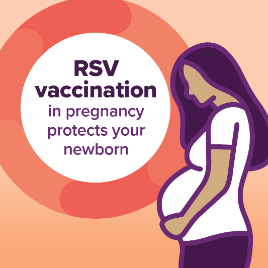 RSV
vaccination
in pregnancy
protects your
newborn